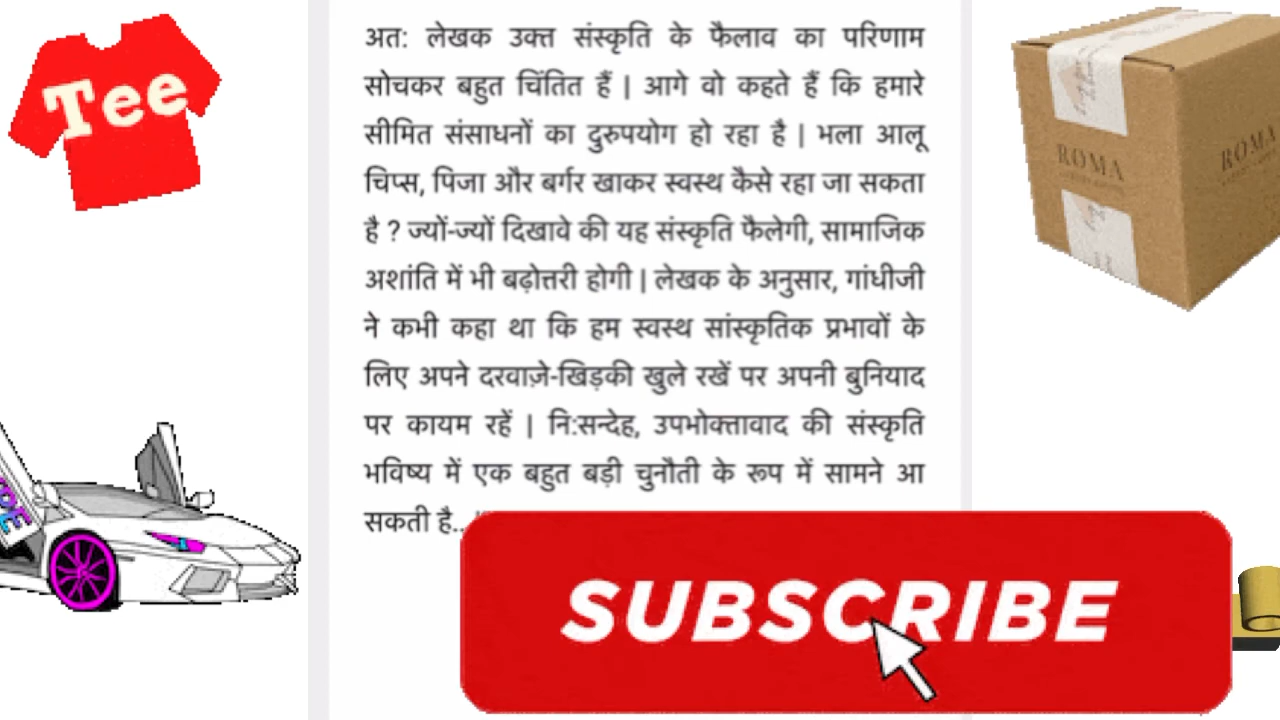 Tee
अत: लेखक उक्त संस्कृति के फैलाव का परिणाम
सोचकर बहुत चिंतित हैं | आगे वो कहते हैं कि हमारे
सीमित संसाधनों का दुरुपयोग हो रहा है | भला आलू
चिप्स, पिजा और बर्गर खाकर स्वस्थ कैसे रहा जा सकता
है ? ज्यों-ज्यों दिखावे की यह संस्कृति फैलेगी, सामाजिक
अशांति में भी बढ़ोत्तरी होगी | लेखक के अनुसार, गांधीजी
ने कभी कहा था कि हम स्वस्थ सांस्कृतिक प्रभावों के
लिए अपने दरवाज़े-खिड़की खुले रखें पर अपनी बुनियाद
पर कायम रहें | नि:सन्देह, उपभोक्तावाद की संस्कृति
भविष्य में एक बहुत बड़ी चुनौती के रूप में सामने आ
सकती है..
ROMA
ROMA
SUBSCRIBE